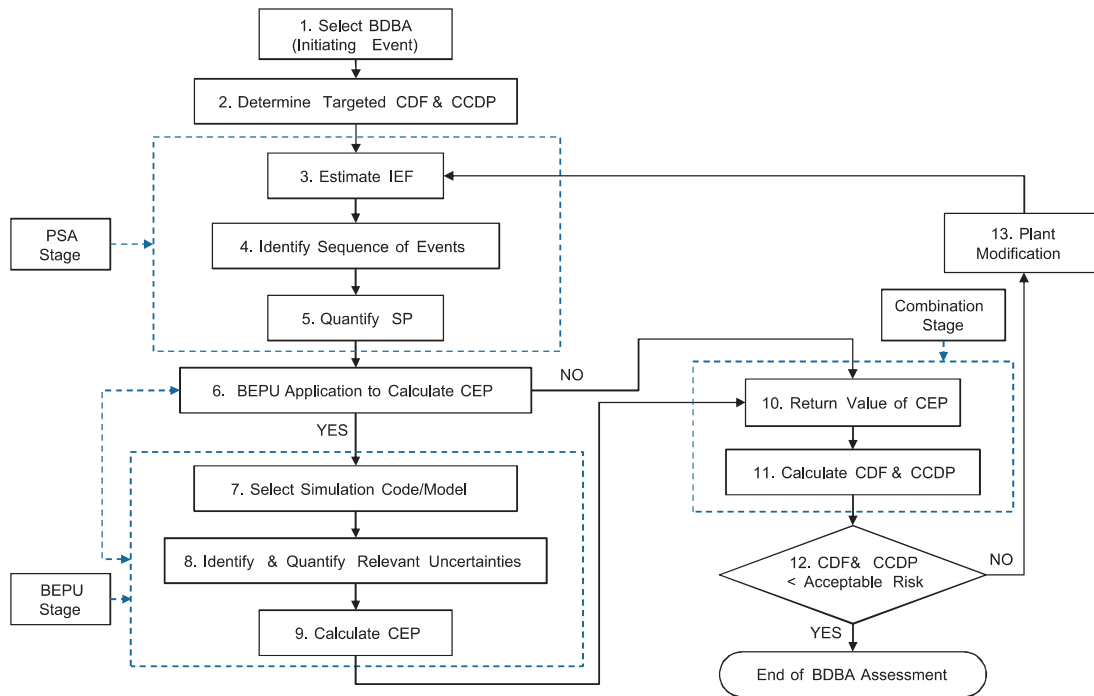 1. Select BDBA
(Initiating Event)
2. Determine Targeted CDF & CCDP
3. Estimate IEF
PSA
Stage
4. Identify Sequence of Events
13. Plant
Modification
5. Quantify SP
Combination
Stage
6. BEPU Application to Calculate CEP
NO
10. Return Value of CEP
YES
11. Calculate CDF & CCDP
7. Select Simulation Code/Model
8. Identify & Quantify Relevant Uncertainties
12. CDF& CCDP
< Acceptable Risk
NO
BEPU
Stage
9. Calculate CEP
YES
End of BDBA Assessment